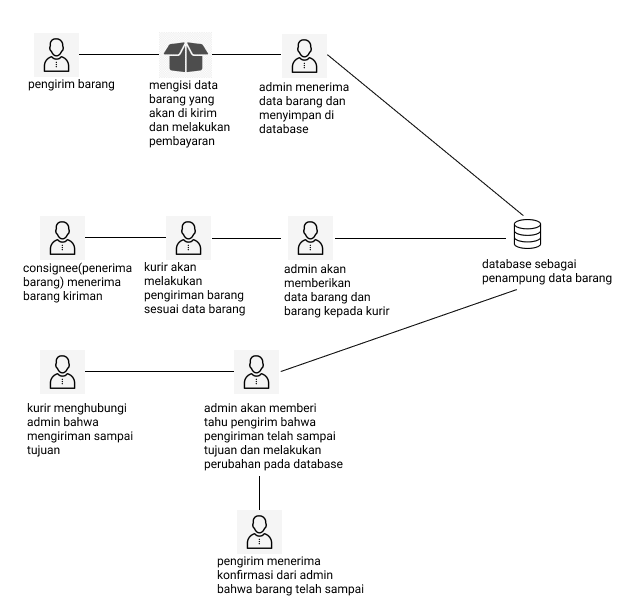 pengirim barang
mengisi data
barang yang
akan di kirim
dan melakukan
pembayaran
admin menerima
data barang dan
menyimpan di
database
consignee(penerima
barang) menerima
barang kiriman
kurir akan
melakukan
pengiriman barang
sesuai data barang
admin akan
memberikan
data barang dan
barang kepada kurir
database sebagai
penampung data barang
kurir menghubungi
admin bahwa
mengiriman sampai
tujuan
admin akan memberi
tahu pengirim bahwa
pengiriman telah sampai
tujuan dan melakukan
perubahan pada database
pengirim menerima
konfirmasi dari admin
bahwa barang telah sampai